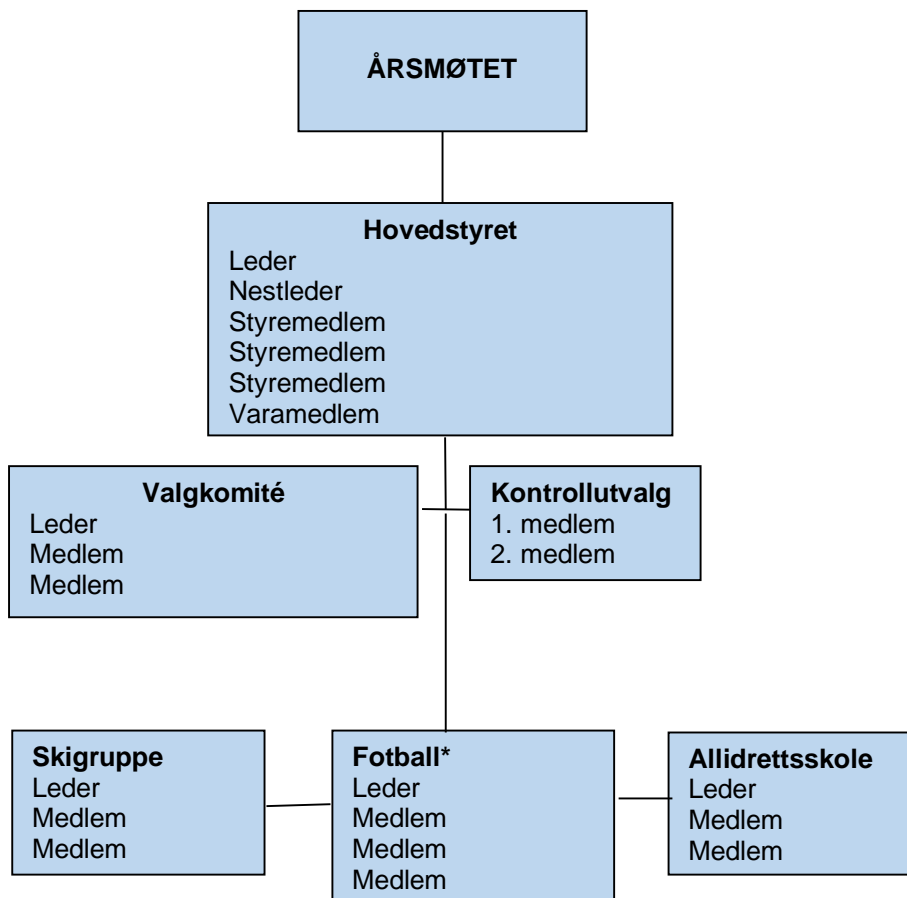 ÅRSMØTET
Hovedstyret
Leder
Nestleder
Styremedlem
Styremedlem
Styremedlem
Varamedlem
Valgkomité
Leder
Medlem
Medlem
Kontrollutvalg
1. medlem
2. medlem
Skigruppe
Leder
Medlem
Medlem
Fotball*
Leder
Medlem
Medlem
Medlem
Allidrettsskole
Leder
Medlem
Medlem